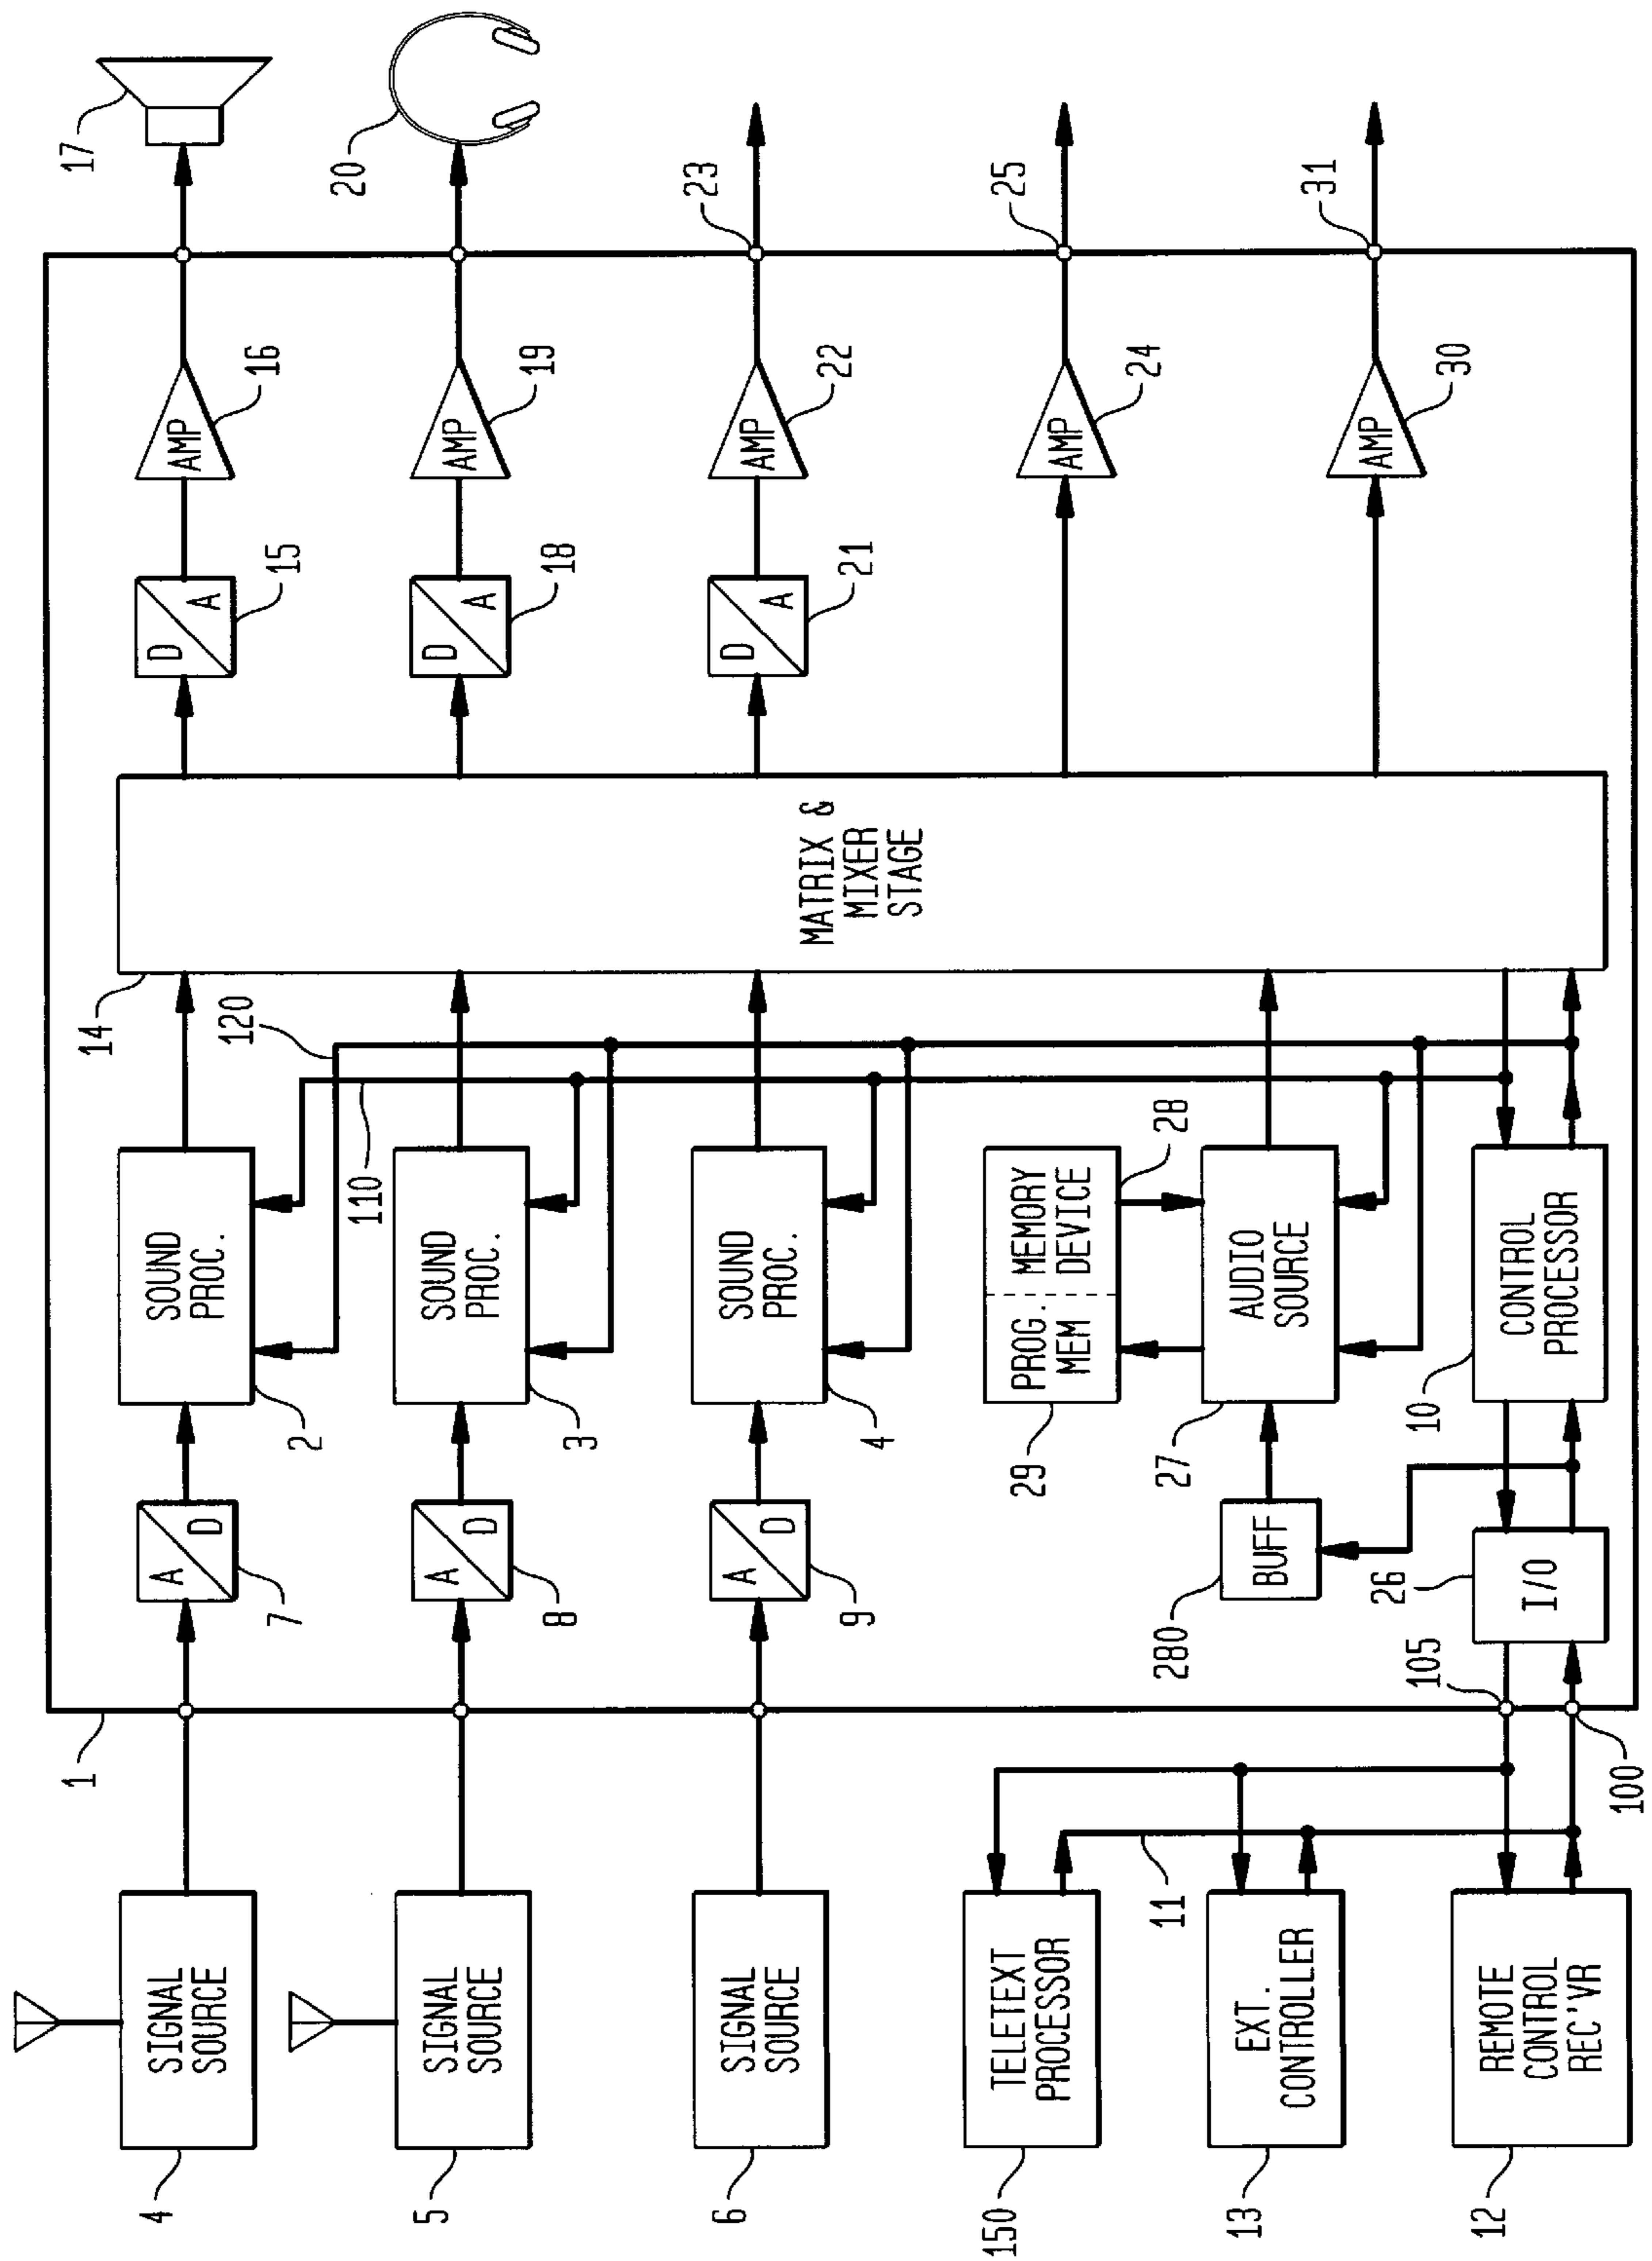 4
SIGNAL
SOURCE
1
7
A
D
2
SOUND
PROC.
14
120
15
D
A
16
AMP
17
5
SIGNAL
SOURCE
8
A
D
3
SOUND
PROC.
110
18
D
A
19
AMP
20
6
SIGNAL
SOURCE
9
A
D
4
SOUND
PROC.
MATRIX &
MIXER
STAGE
21
D
A
22
AMP
23
150
TELETEXT
PROCESSOR
29
PROG.
MEM
MEMORY
DEVICE
28
24
AMP
25
11
13
EXT.
CONTROLLER
280
BUFF
27
AUDIO
SOURCE
30
AMP
31
12
REMOTE
CONTROL
REC'VR
105
100
26
I/O
10
CONTROL
PROCESSOR